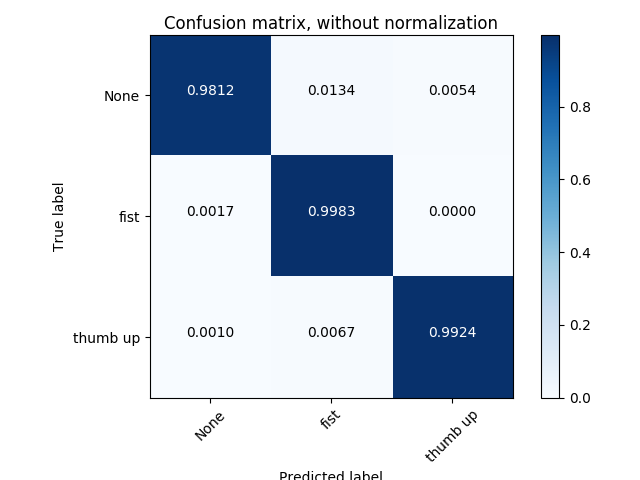 Confusion matrix, without normalization
True label
None
0.9812 0.0134 0.0054
fist
0.0017 0.9983 0.0000
thumb up
0.0010 0.0067 0.9924
None
fist
thumb up
Predicted label
0.8
0.6
0.4
0.2
0.0